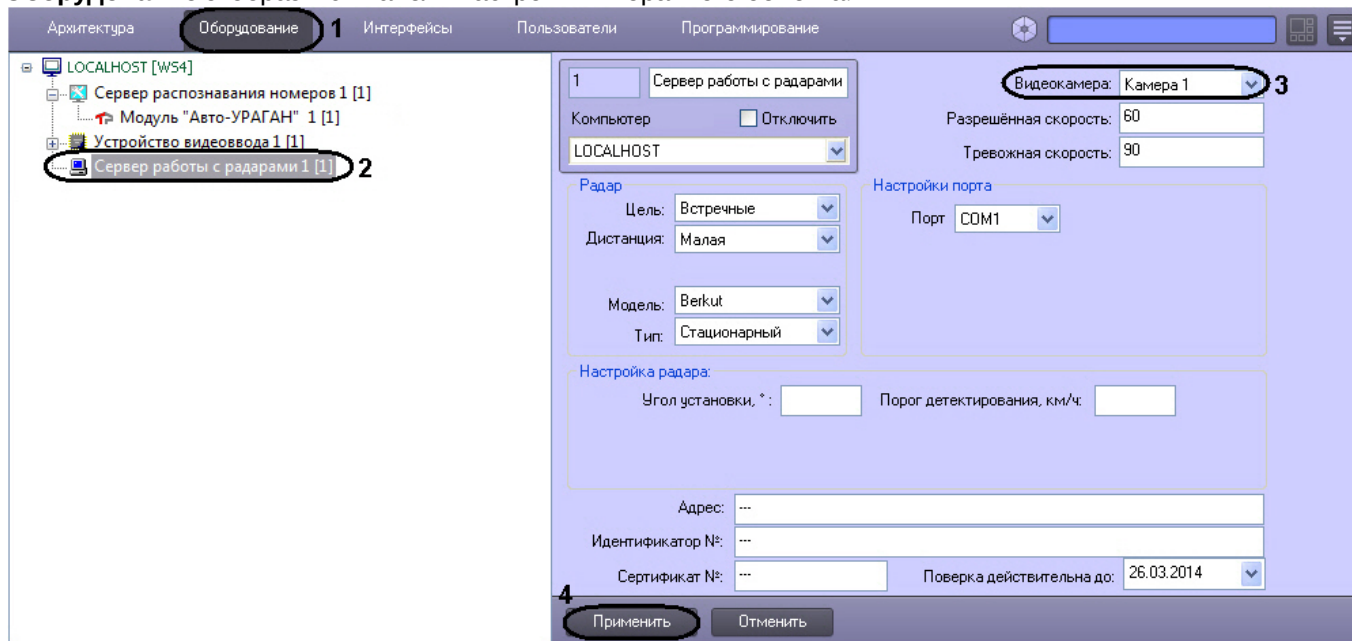 Архитектура Оборудование 1 Интерфейсы Пользователи Программирование
LOCALHOST [WS4]
Сервер распознавания номеров 1 [1]
Модуль "Авто-УРАГАН" 1 [1]
Устройство видеоввода 1 [1]
Сервер работы с радарами 1 [1] 2
1 Сервер работы с радарами
Компьютер Отключить
LOCALHOST
Видеокамера: Камера 1 3
Разрешённая скорость: 60
Тревожная скорость: 90
Радар
Цель: Встречные
Дистанция: Малая
Модель: Berkut
Тип: Стационарный
Настройки порта
Порт COM1
Настройка радара:
Угол установки, ° : Порог детектирования, км/ч:
Адрес: ---
Идентификатор №: ---
Сертификат №: --- Поверка действительна до: 26.03.2014
4
Применить Отменить